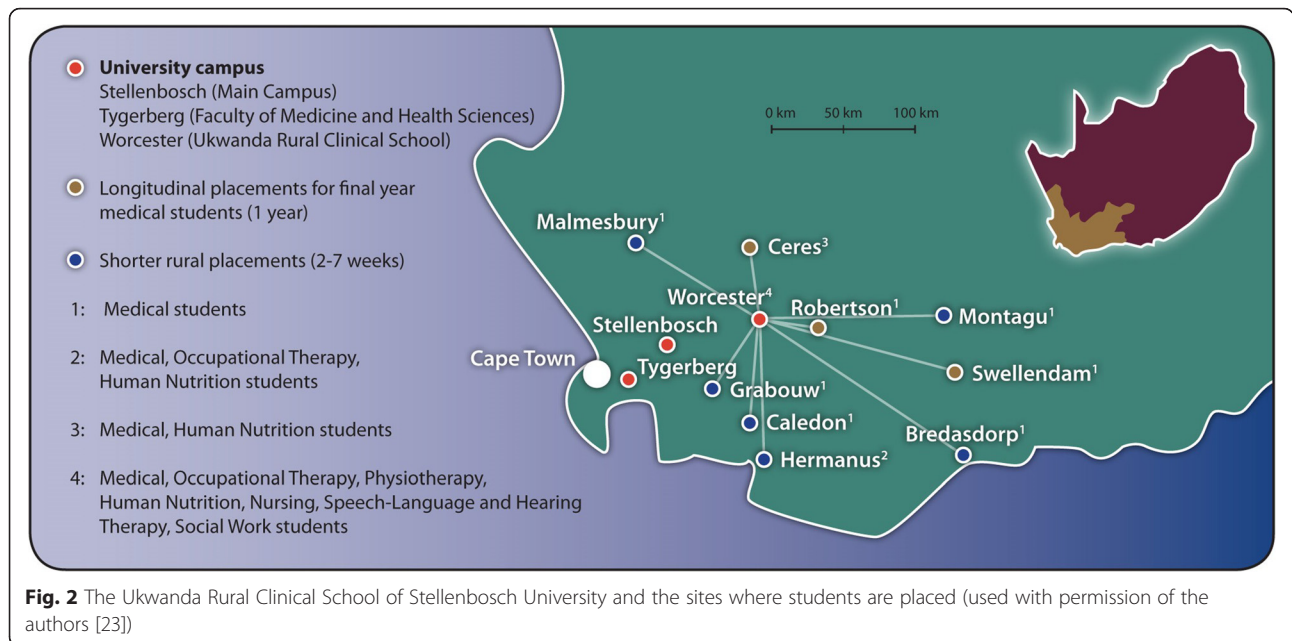 University campus
Stellenbosch (Main Campus)
Tygerberg (Faculty of Medicine and Health Sciences)
Worcester (Ukwanda Rural Clinical School)
Longitudinal placements for final year
medical students (1 year)
Shorter rural placements (2-7 weeks)
1: Medical students
2: Medical, Occupational Therapy,
Human Nutrition students
3: Medical, Human Nutrition students
4: Medical, Occupational Therapy, Physiotherapy,
Human Nutrition, Nursing, Speech-Language and Hearing
Therapy, Social Work students
0 km 50 km 100 km
Malmesbury¹
Ceres³
Worcester⁴
Robertson¹
Montagu¹
Stellenbosch
Cape Town
Tygerberg
Swellendam¹
Grabouw¹
Caledon¹
Bredasdorp¹
Hermanus²
Fig. 2 The Ukwanda Rural Clinical School of Stellenbosch University and the sites where students are placed (used with permission of the
authors [23])